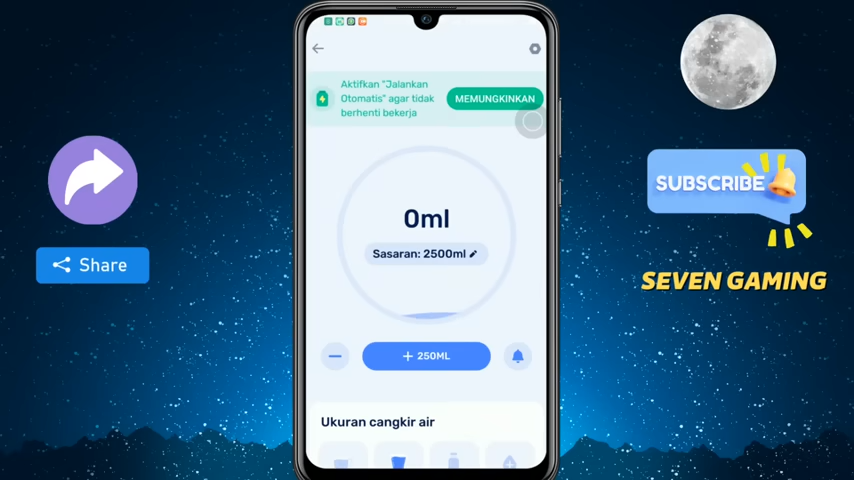 Aktifkan "Jalankan
Otomatis" agar tidak
berhenti bekerja
MEMUNGKINKAN
0ml
Sasaran: 2500ml
+ 250ML
Ukuran cangkir air
Share
SUBSCRIBE
SEVEN GAMING